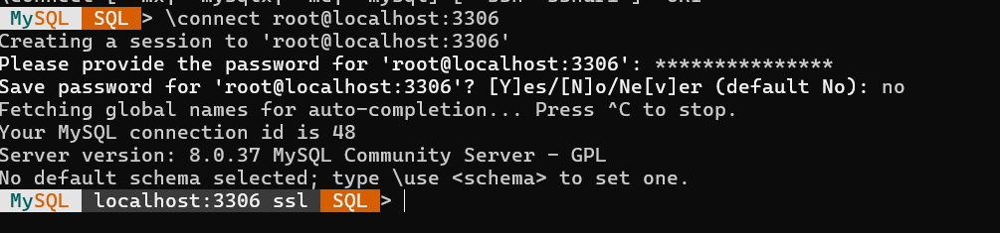 MySQL SQL > \connect root@localhost:3306
Creating a session to 'root@localhost:3306'
Please provide the password for 'root@localhost:3306': ***************
Save password for 'root@localhost:3306'? [Y]es/[N]o/Ne[v]er (default No): no
Fetching global names for auto-completion... Press ^C to stop.
Your MySQL connection id is 48
Server version: 8.0.37 MySQL Community Server - GPL
No default schema selected; type \use <schema> to set one.
MySQL localhost:3306 ssl SQL >